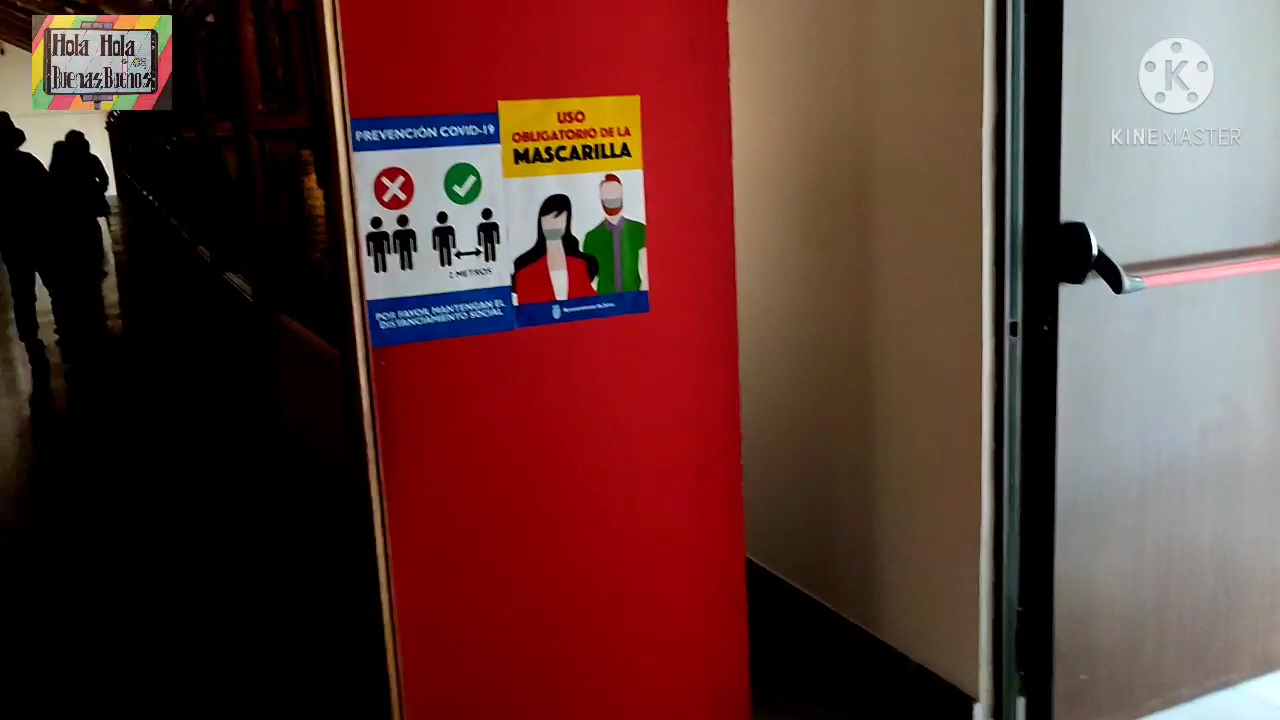 Hola Hola
Buenas,Buenos
KINEMASTER
PREVENCIÓN COVID-19
2 METROS
POR FAVOR, MANTENGAN EL
DISTANCIAMIENTO SOCIAL
USO
OBLIGATORIO DE LA
MASCARILLA